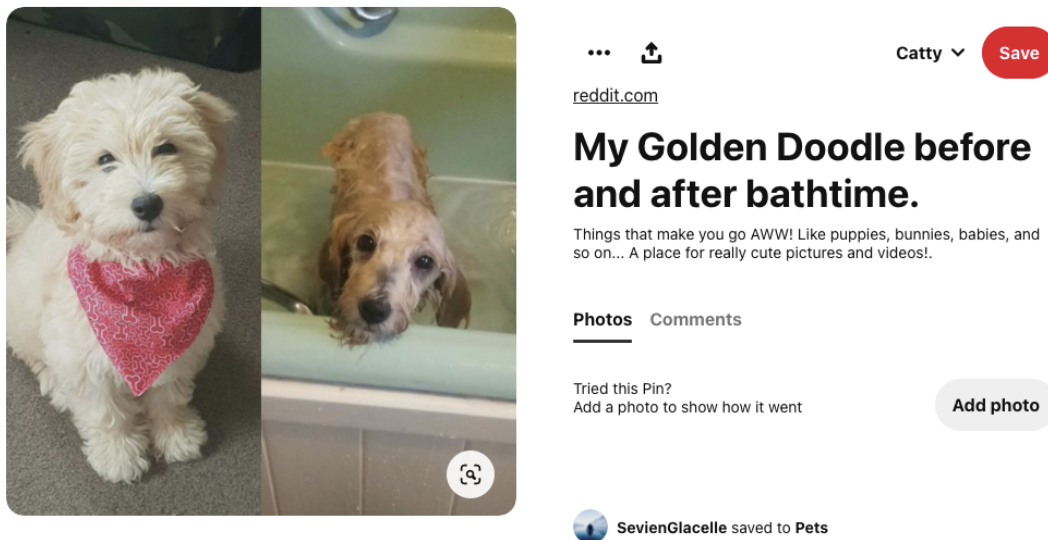 Catty
Save
reddit.com
My Golden Doodle before
and after bathtime.
Things that make you go AWW! Like puppies, bunnies, babies, and
so on... A place for really cute pictures and videos!.
Photos Comments
Tried this Pin?
Add a photo to show how it went
Add photo
SevienGlacelle saved to Pets